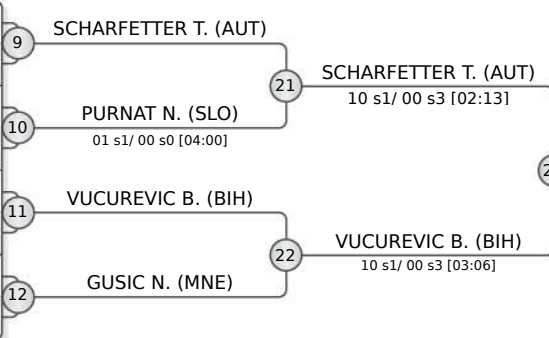 SCHARFETTER T. (AUT)
9
21
SCHARFETTER T. (AUT)
10 s1/ 00 s3 [02:13]
PURNAT N. (SLO)
10
01 s1/ 00 s0 [04:00]
VUCUREVIC B. (BIH)
11
22
VUCUREVIC B. (BIH)
10 s1/ 00 s3 [03:06]
GUSIC N. (MNE)
12